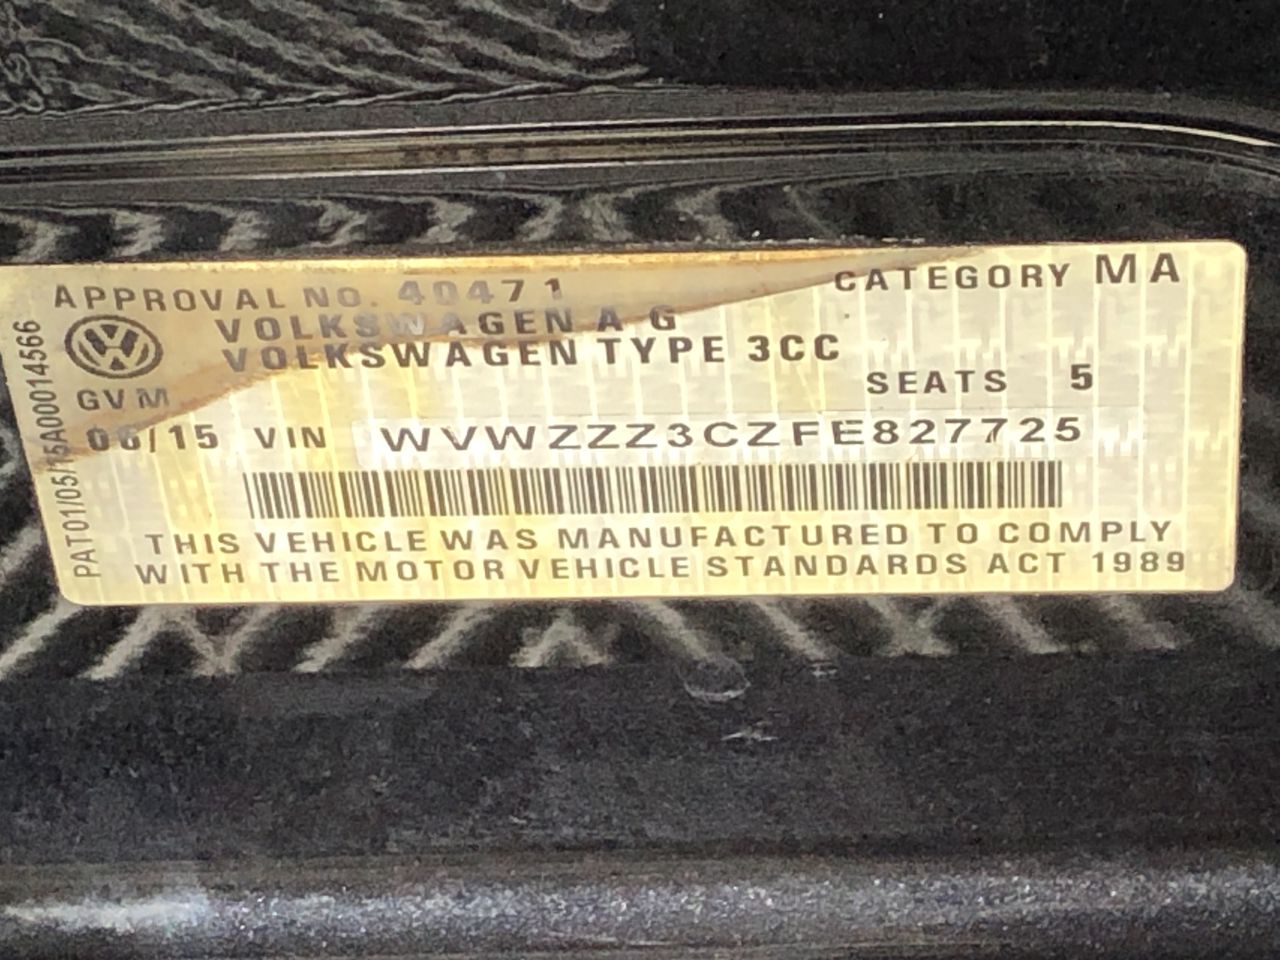 APPROVAL NO. 40471 CATEGORY MA
VOLKSWAGEN A G
VOLKSWAGEN TYPE 3CC
SEATS 5
GVM
06/15 VIN WVWZZZ3CZFE827725
THIS VEHICLE WAS MANUFACTURED TO COMPLY
WITH THE MOTOR VEHICLE STANDARDS ACT 1989
PAT01/05/15A000014566